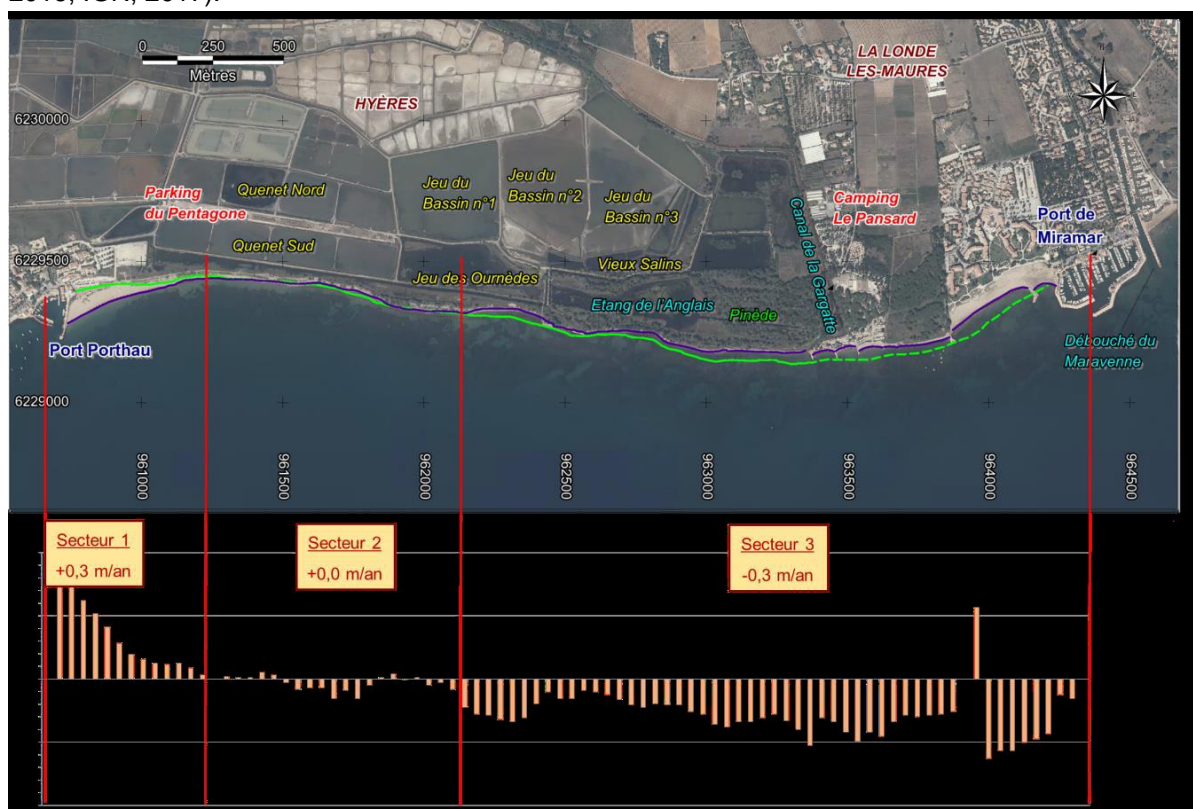 2018, IGN, 2017).
0 250 500
Mètres
LA LONDE
LES-MAURES
HYÈRES
6230000
Parking
du Pentagone
Quenet Nord
Jeu du
Bassin n°1
Jeu du
Bassin n°2
Jeu du
Bassin n°3
Camping
Le Pansard
Canal de la Gargatte
Port de
Miramar
Quenet Sud
6229500
Jeu des Ournèdes
Vieux Salins
Etang de l'Anglais
Pinède
Port Porthau
Débouché du
Maravenne
6229000
961000
961500
962000
962500
963000
963500
964000
964500
Secteur 1
+0,3 m/an
Secteur 2
+0,0 m/an
Secteur 3
-0,3 m/an